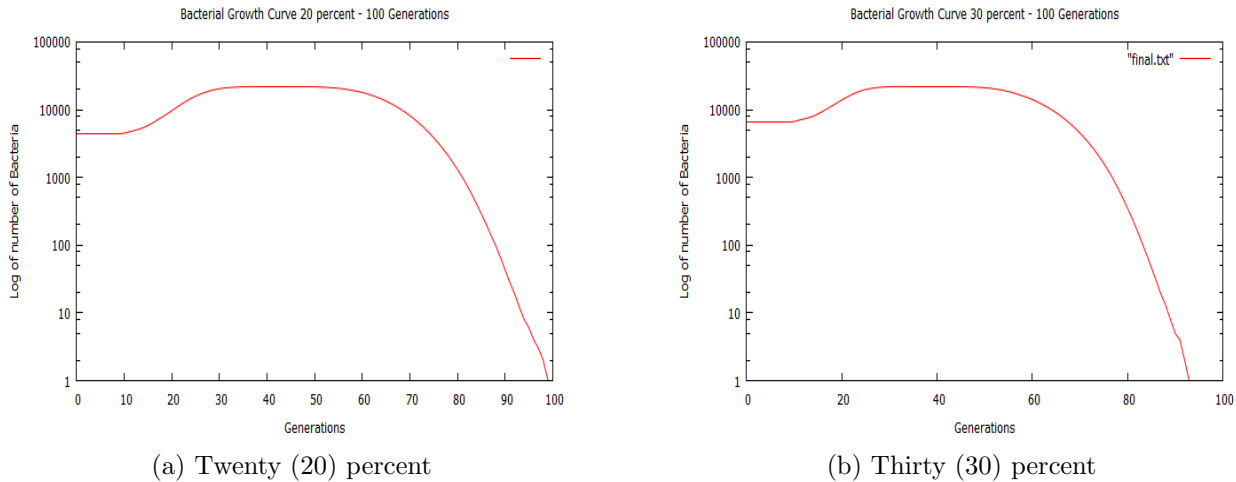 Bacterial Growth Curve 20 percent - 100 Generations
100000
10000
1000
100
10
1
Log of number of Bacteria
0 10 20 30 40 50 60 70 80 90 100
Generations
(a) Twenty (20) percent
Bacterial Growth Curve 30 percent - 100 Generations
"final.txt"
100000
10000
1000
100
10
1
Log of number of Bacteria
0 20 40 60 80 100
Generations
(b) Thirty (30) percent